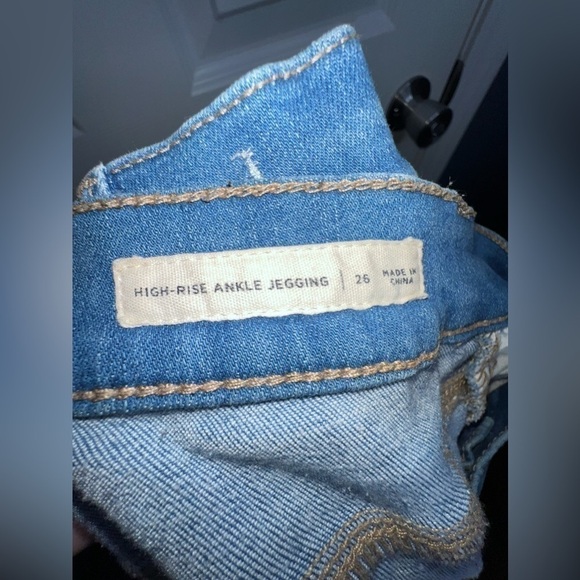 HIGH-RISE ANKLE JEGGING | 26 MADE IN
CHINA